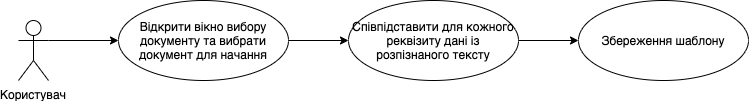 Відкрити вікно вибору
документу та вибрати
документ для начання
Співпідставити для кожного
реквізиту дані із
розпізнаного тексту
Збереження шаблону
Користувач